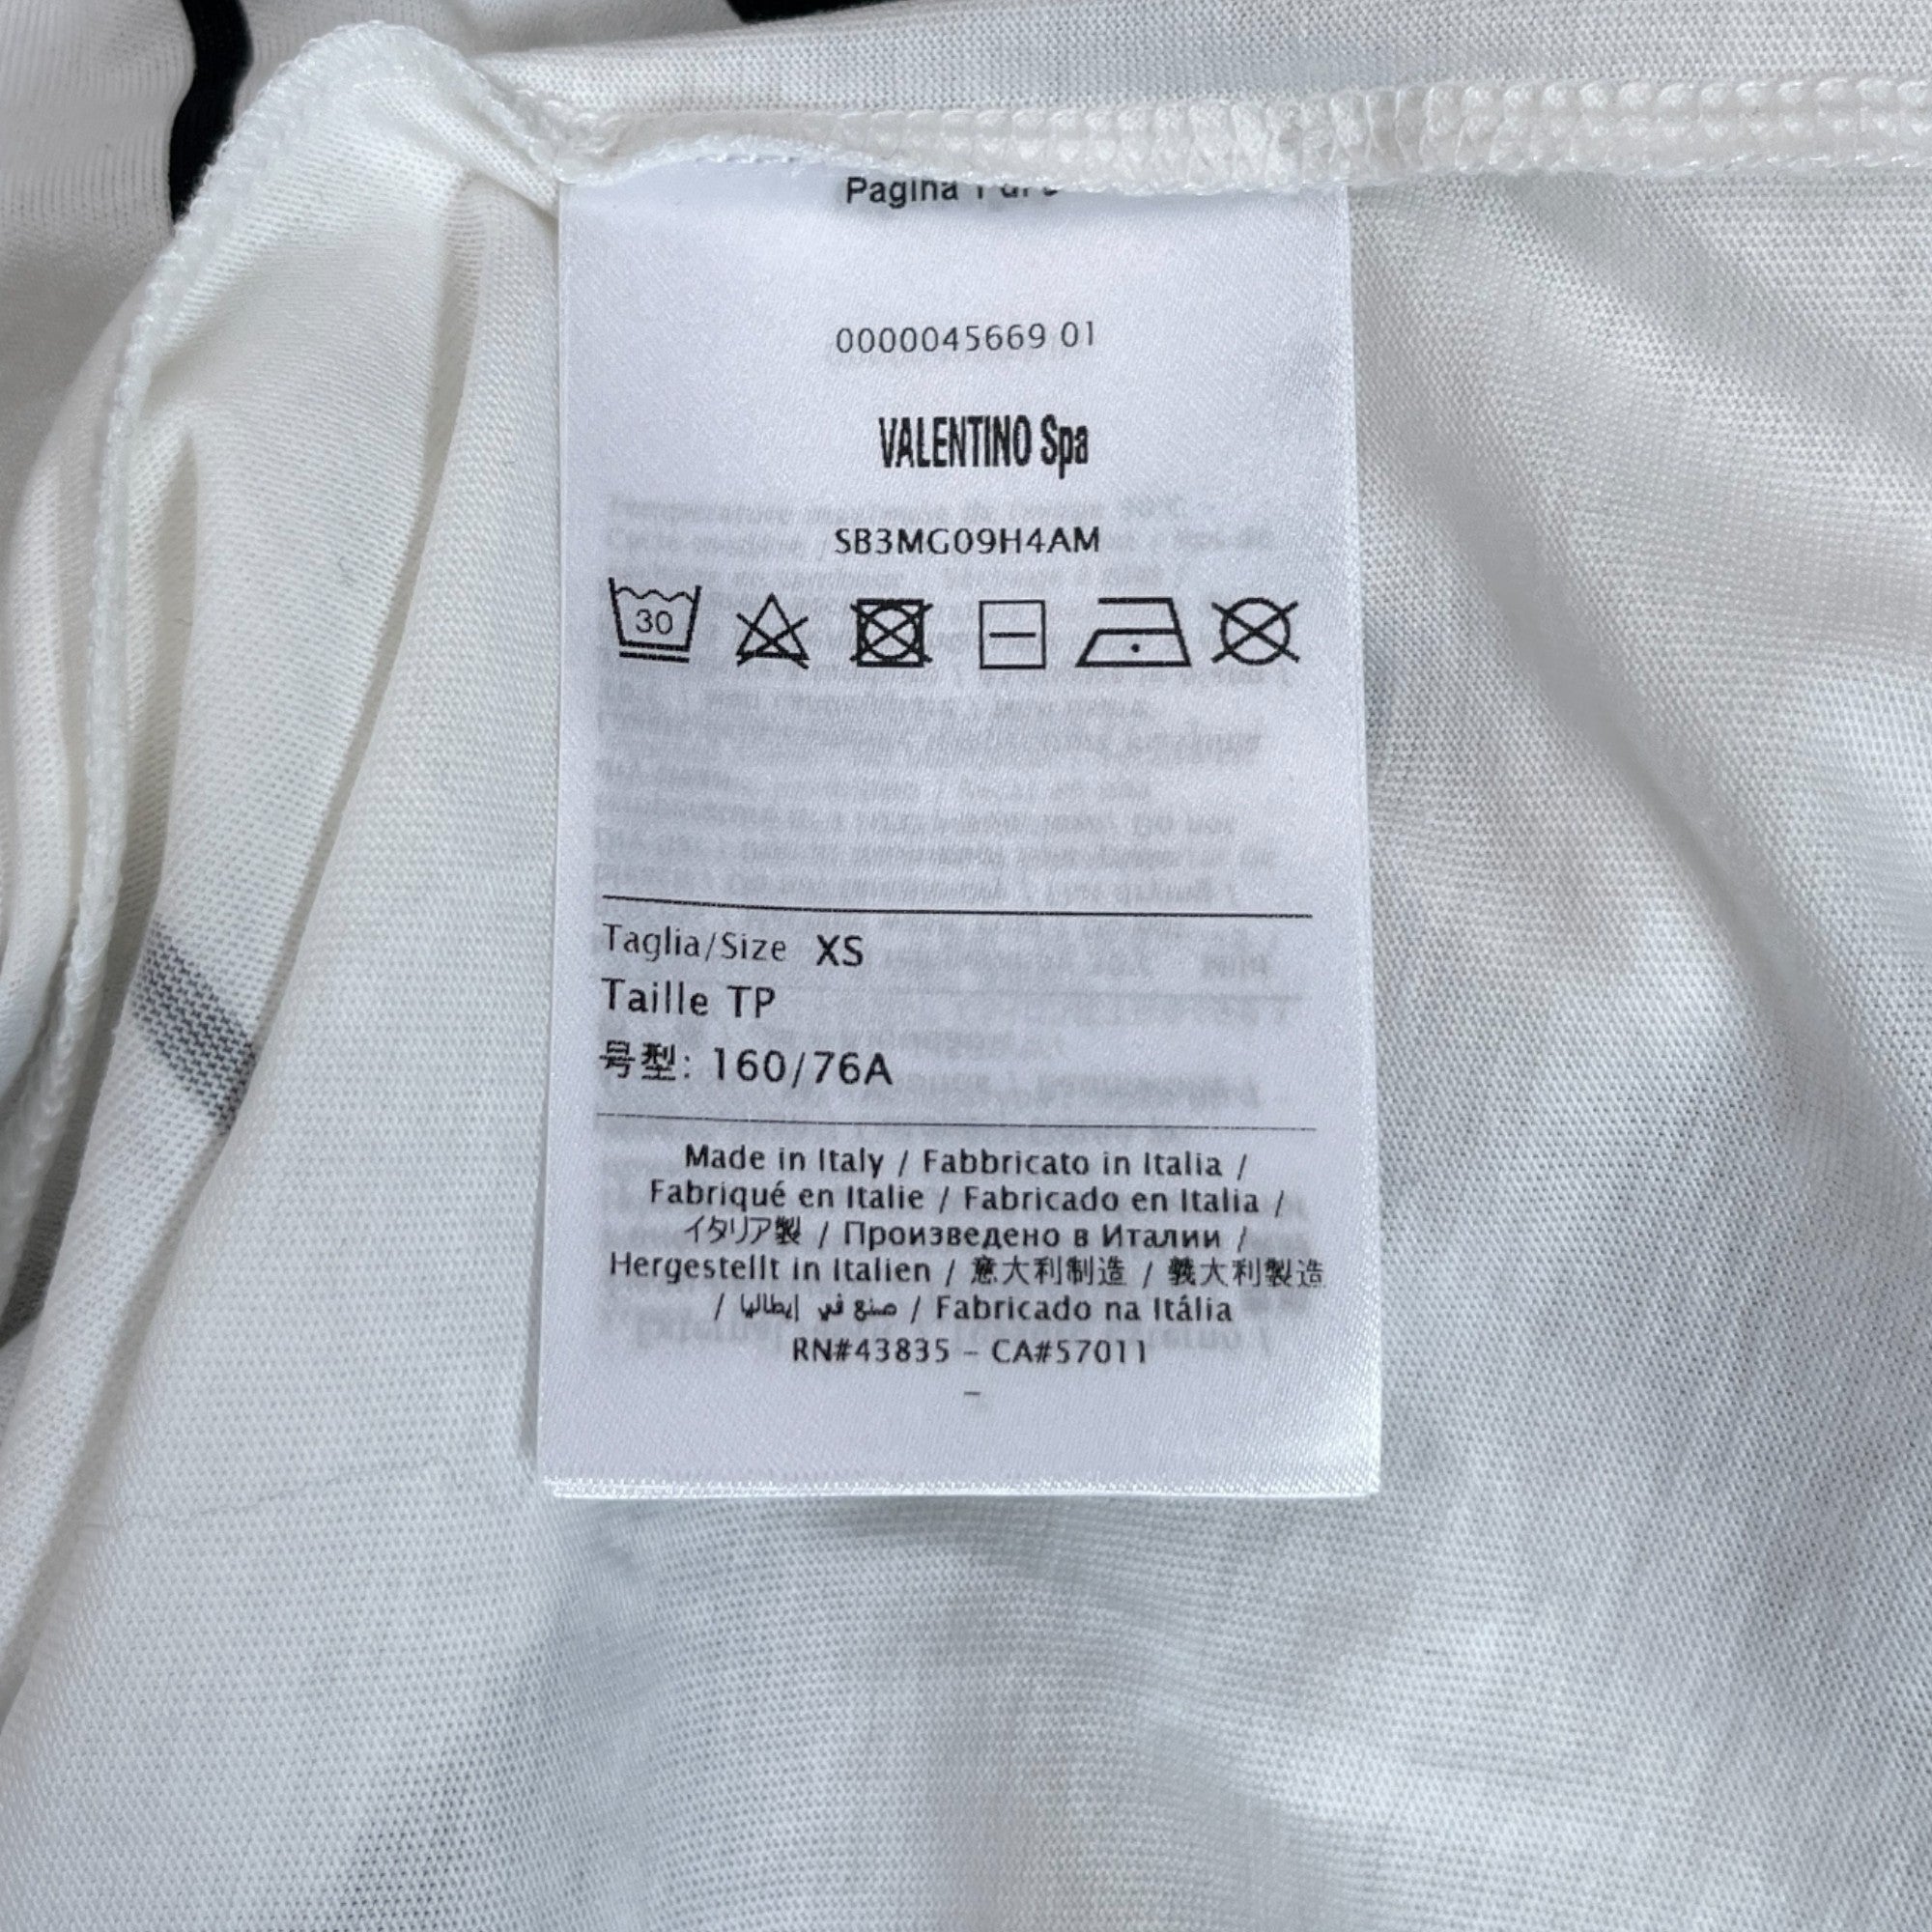 Pagina 1 di
0000045669 01
VALENTINO Spa
SB3MG09H4AM
30
Taglia/Size XS
Taille TP
号型: 160/76A
Made in Italy / Fabbricato in Italia /
Fabriqué en Italie / Fabricado en Italia /
イタリア製 / Произведено в Италии /
Hergestellt in Italien / 意大利制造 / 義大利製造
/ صنع في إيطاليا / Fabricado na Itália
RN#43835 – CA#57011
–